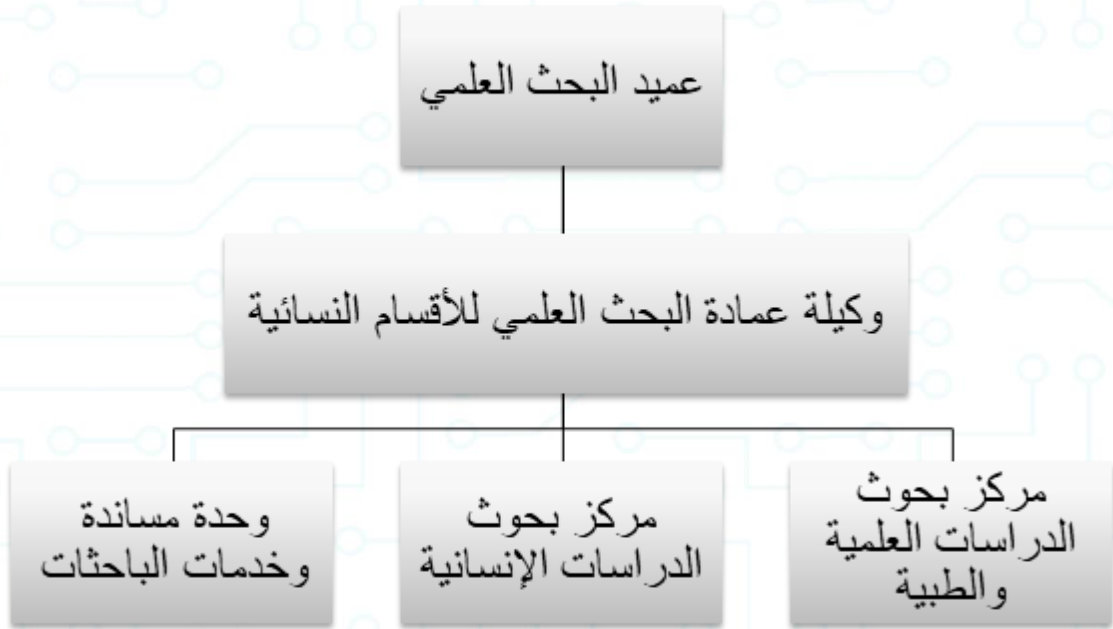 عميد البحث العلمي
وكيلة عمادة البحث العلمي للأقسام النسائية
مركز بحوث
الدراسات العلمية
والطبية
مركز بحوث
الدراسات الإنسانية
وحدة مساندة
وخدمات الباحثات